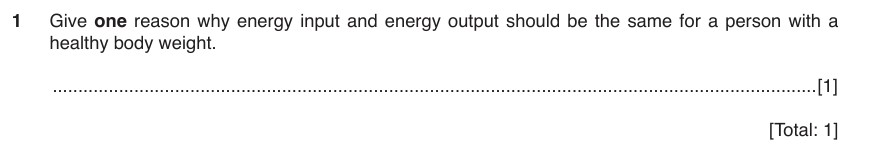 1 Give one reason why energy input and energy output should be the same for a person with a
healthy body weight.
..........................................................................................................................................................[1]
[Total: 1]